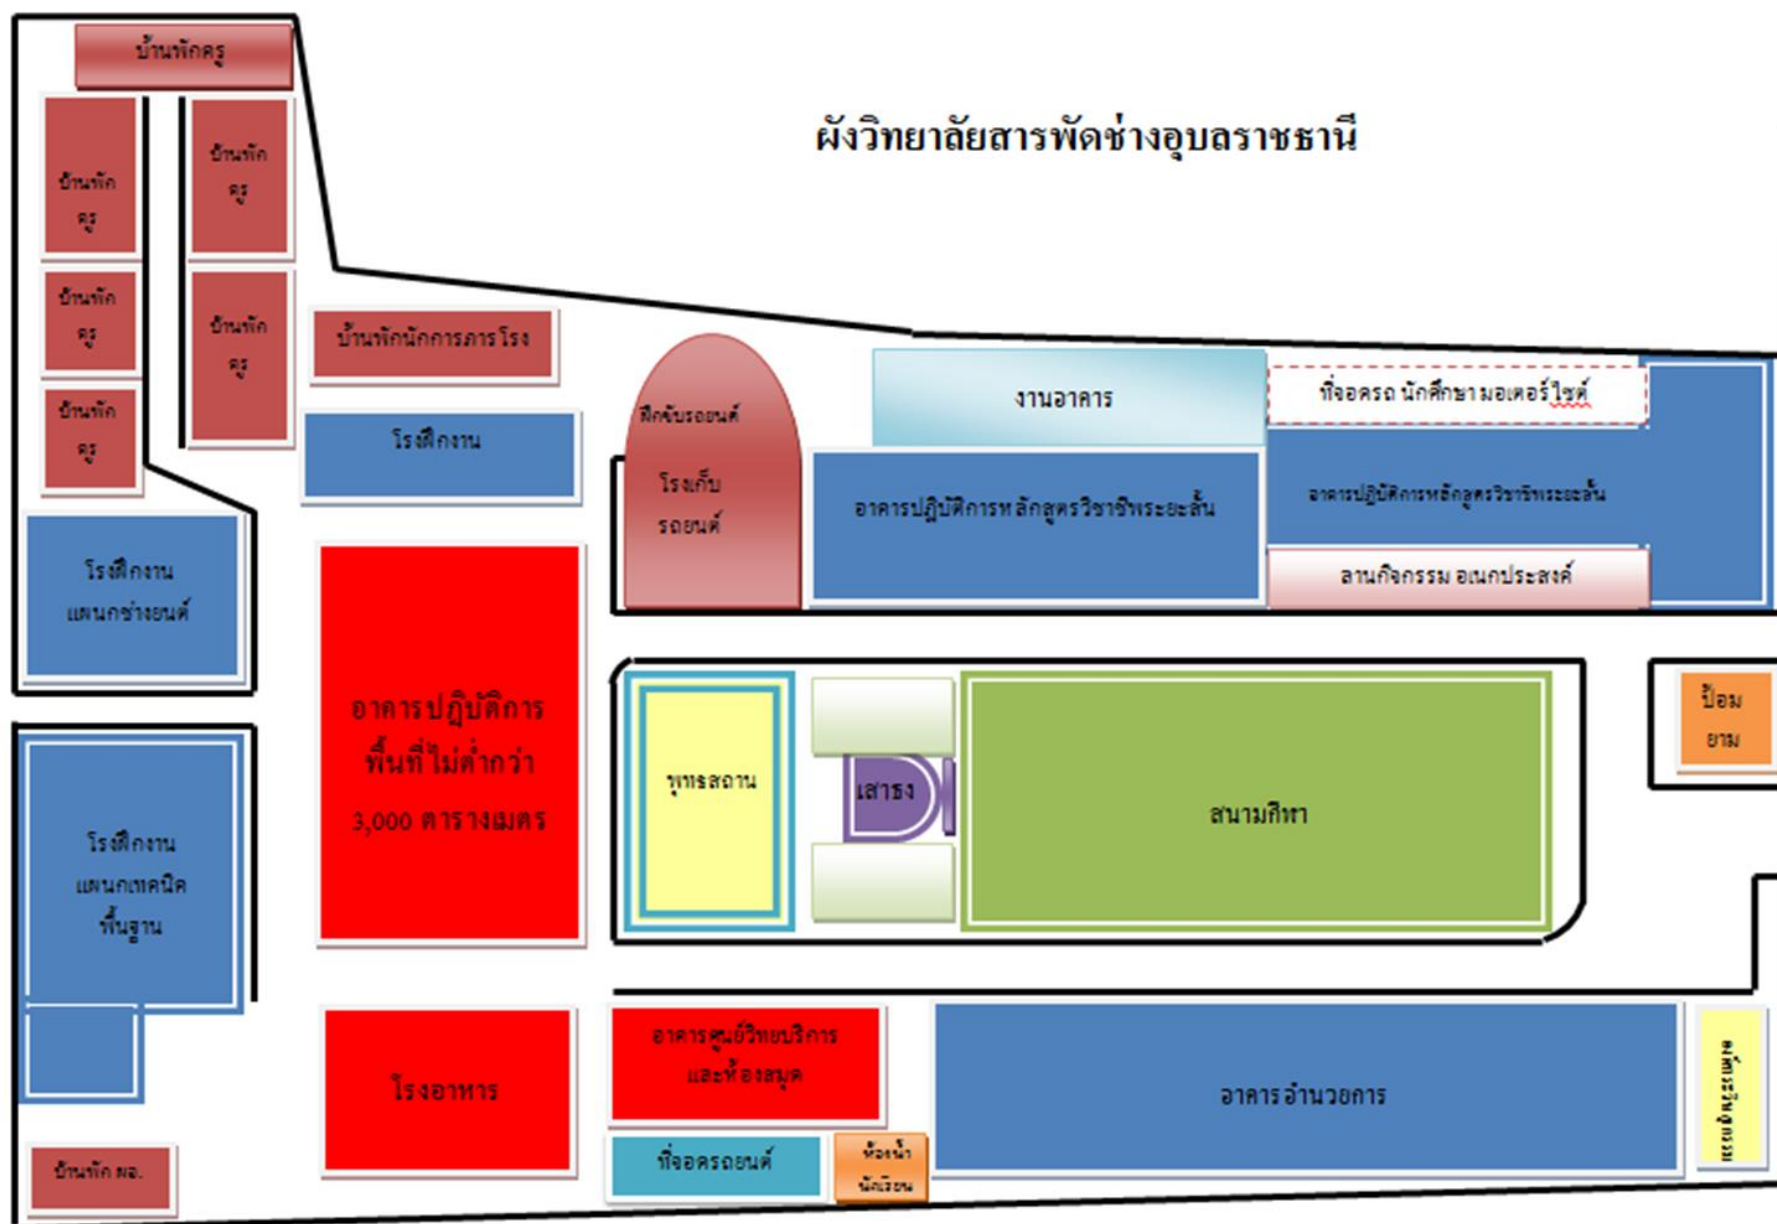 บ้านพักครู
ผังวิทยาลัยสารพัดช่างอุบลราชธานี
บ้านพัก
ครู
บ้านพัก
ครู
บ้านพัก
ครู
บ้านพัก
ครู
บ้านพัก
ครู
บ้านพักนักการภารโรง
โรงฝึกงาน
ฝึกขับรถยนต์
โรงเก็บ
รถยนต์
งานอาคาร
ที่จอดรถ นักศึกษา มอเตอร์ไซต์
อาคารปฎิบัติการหลักสูตรวิชาชีพระยะสั้น
อาคารปฎิบัติการหลักสูตรวิชาชีพระยะสั้น
ลานกิจกรรม อเนกประสงค์
โรงฝึกงาน
แผนกช่างยนต์
อาคารปฎิบัติการ
พื้นที่ไม่ต่ำกว่า
3,000 ตารางเมตร
พุทธสถาน
เสาธง
สนามกีฬา
ป้อม
ยาม
โรงฝึกงาน
แผนกเทคนิค
พื้นฐาน
โรงอาหาร
อาคารศูนย์วิทยบริการ
และห้องสมุด
อาคารอำนวยการ
ที่จอดรถยนต์
ห้องน้ำ
นักเรียน
บ้านพัก ผอ.